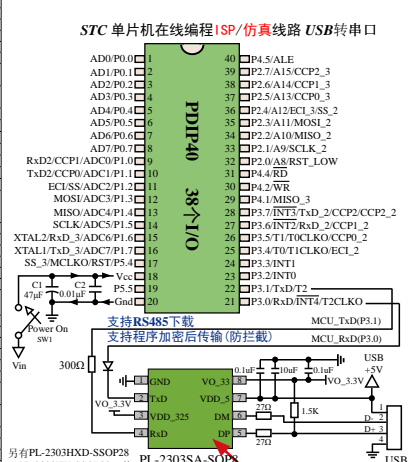 STC 单片机在线编程ISP/仿真线路 USB转串口
AD0/P0.0 1 40 P4.5/ALE
AD1/P0.1 2 39 P2.7/A15/CCP2_3
AD2/P0.2 3 38 P2.6/A14/CCP1_3
AD3/P0.3 4 37 P2.5/A13/CCP0_3
AD4/P0.4 5 36 P2.4/A12/ECI_3/SS_2
AD5/P0.5 6 35 P2.3/A11/MOSI_2
AD6/P0.6 7 34 P2.2/A10/MISO_2
AD7/P0.7 8 33 P2.1/A9/SCLK_2
RxD2/CCP1/ADC0/P1.0 9 32 P2.0/A8/RST_LOW
TxD2/CCP0/ADC1/P1.1 10 31 P4.4/RD
ECI/SS/ADC2/P1.2 11 30 P4.2/WR
MOSI/ADC3/P1.3 12 29 P4.1/MISO_3
MISO/ADC4/P1.4 13 28 P3.7/INT3/TxD_2/CCP2/CCP2_2
SCLK/ADC5/P1.5 14 27 P3.6/INT2/RxD_2/CCP1_2
XTAL2/RxD_3/ADC6/P1.6 15 26 P3.5/T1/T0CLKO/CCP0_2
XTAL1/TxD_3/ADC7/P1.7 16 25 P3.4/T0/T1CLKO/ECI_2
SS_3/MCLKO/RST/P5.4 17 24 P3.3/INT1
Vcc 18 23 P3.2/INT0
P5.5 19 22 P3.1/TxD/T2
Gnd 20 21 P3.0/RxD/INT4/T2CLKO
PDIP40 38个I/O
C1 C2
47μF 0.01μF
Power On
SW1
Vin
支持RS485下载
支持程序加密后传输(防拦截)
MCU_TxD(P3.1)
MCU_RxD(P3.0)
300Ω
0.1uF 10uF 0.1uF
USB
+5V
1 GND VO_33 8 VO_3.3V
2 TxD VDD_5 7
VO_3.3V
3 VDD_325 DM 6 27Ω 1.5K
4 RxD DP 5 27Ω
D- 2
D+ 3
1
4
USB
另有PL-2303HXD-SSOP28
PL-2303SA-SOP8